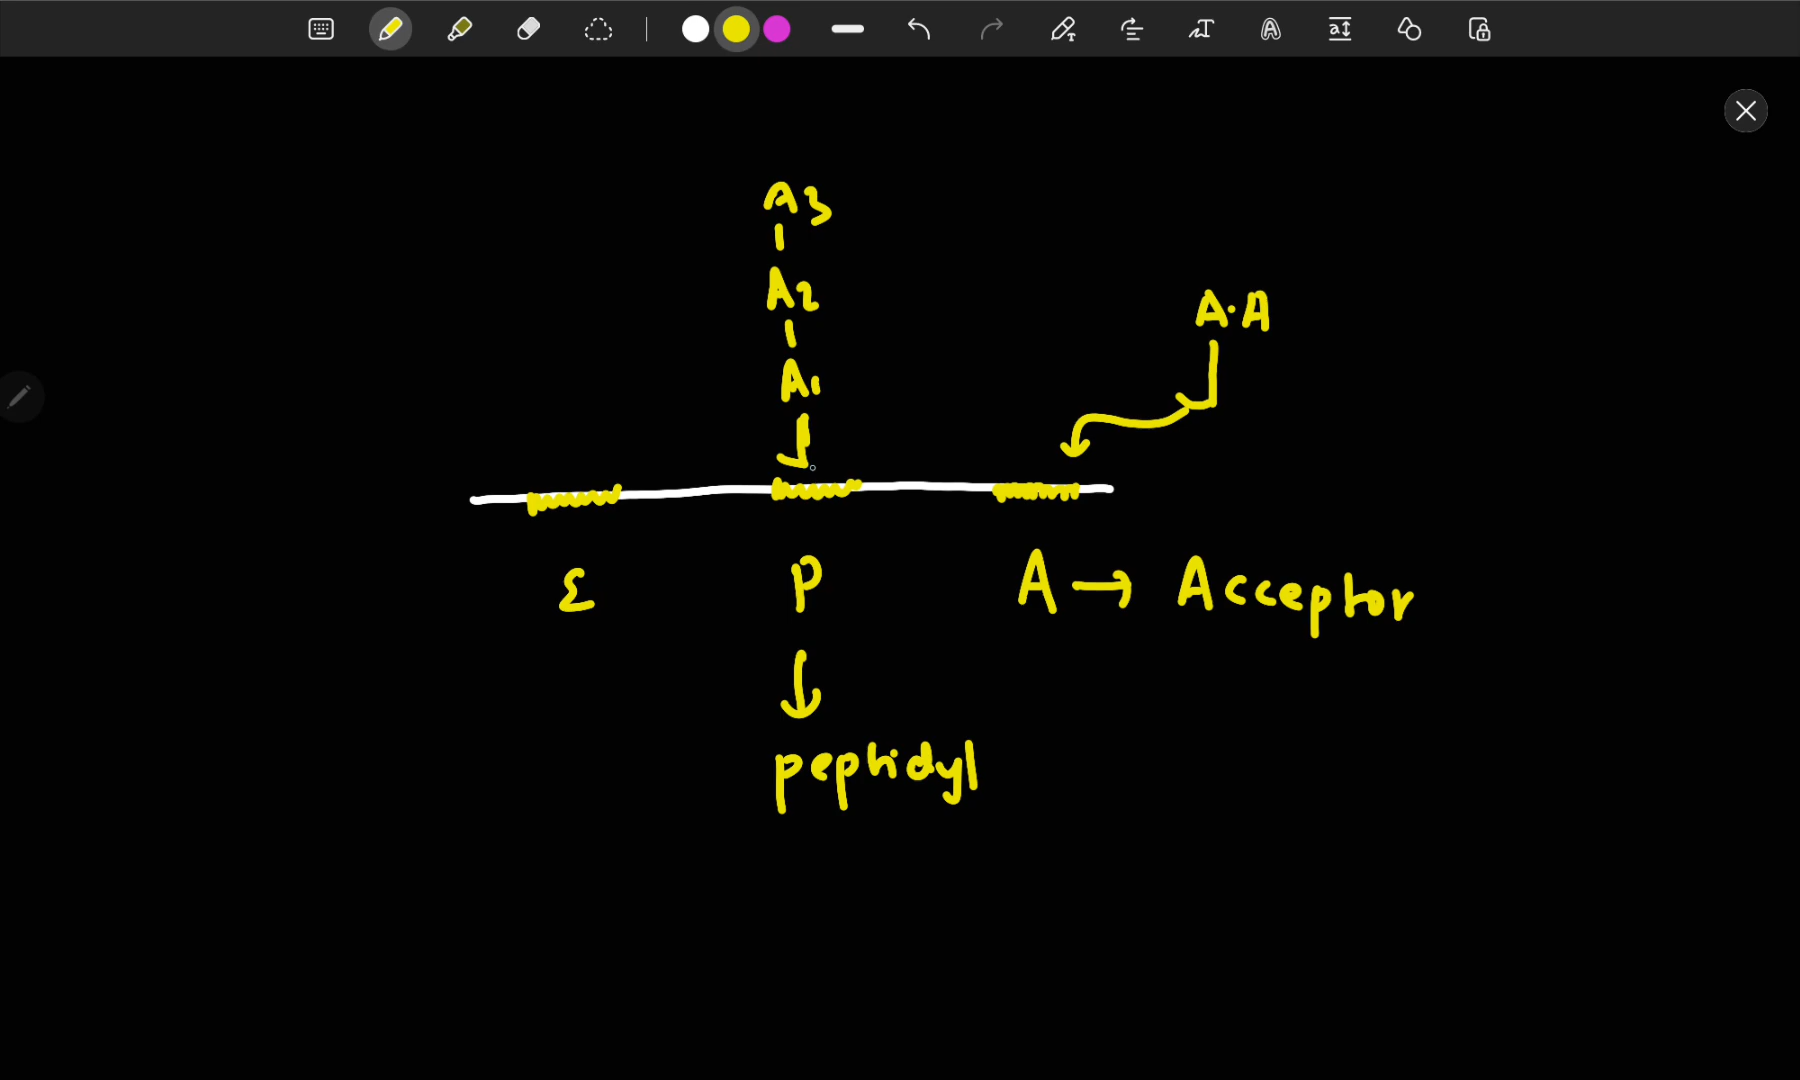 A3
A2
A.A
A1
E P A → Acceptor
peptidyl